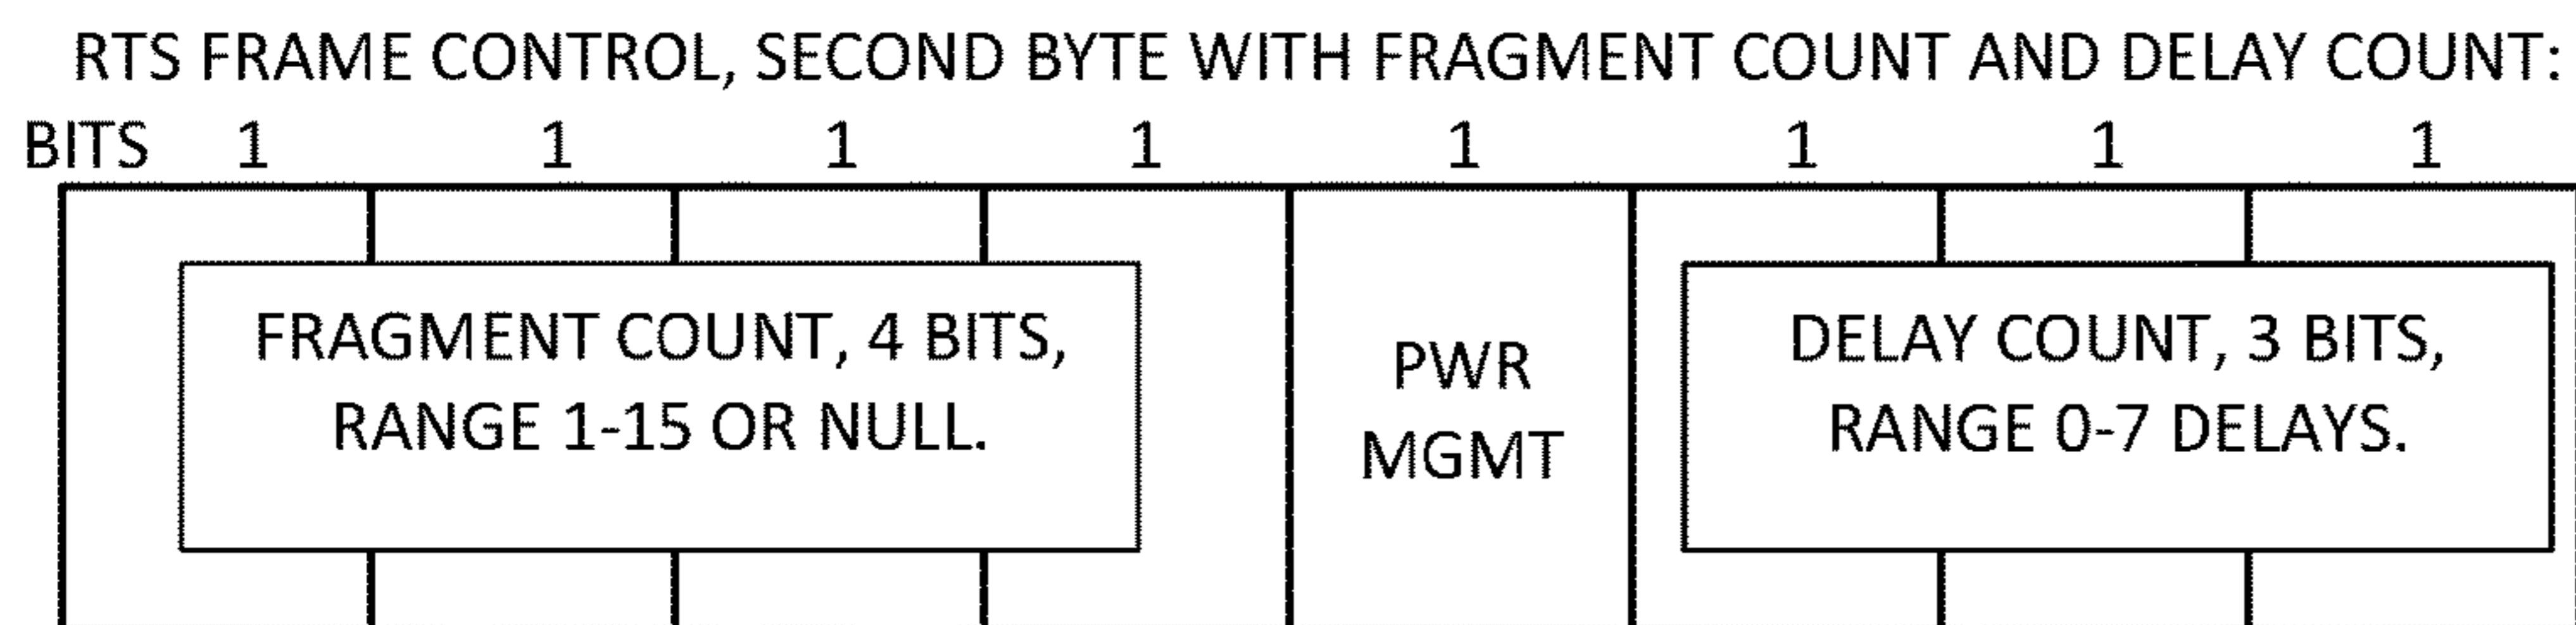 RTS FRAME CONTROL, SECOND BYTE WITH FRAGMENT COUNT AND DELAY COUNT:
BITS 1 1 1 1 1 1 1 1
FRAGMENT COUNT, 4 BITS,
RANGE 1-15 OR NULL.
PWR
MGMT
DELAY COUNT, 3 BITS,
RANGE 0-7 DELAYS.